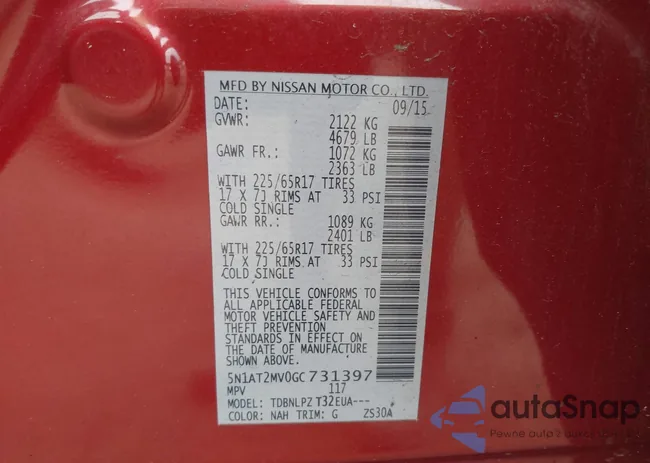 MFD BY NISSAN MOTOR CO., LTD.
DATE: 09/15
GVWR: 2122 KG
4679 LB
GAWR FR.: 1072 KG
2363 LB
WITH 225/65R17 TIRES
17 X 7J RIMS AT 33 PSI
COLD SINGLE
GAWR RR.: 1089 KG
2401 LB
WITH 225/65R17 TIRES
17 X 7J RIMS AT 33 PSI
COLD SINGLE
THIS VEHICLE CONFORMS TO
ALL APPLICABLE FEDERAL
MOTOR VEHICLE SAFETY AND
THEFT PREVENTION
STANDARDS IN EFFECT ON
THE DATE OF MANUFACTURE
SHOWN ABOVE.
5N1AT2MV0GC731397
MPV 117
MODEL: TDBNLPZ T32EUA---
COLOR: NAH TRIM: G ZS30A
autoSnap
Pewne auto z aukcji